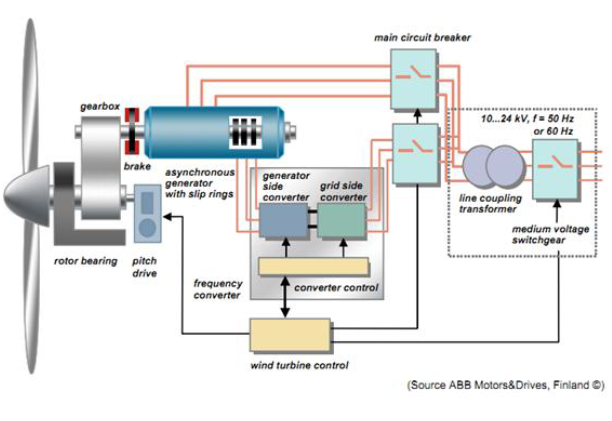 main circuit breaker
gearbox
10...24 kV, f = 50 Hz
or 60 Hz
brake
asynchronous
generator
with slip rings
generator
side
converter
grid side
converter
line coupling
transformer
medium voltage
switchgear
rotor bearing
pitch
drive
frequency
converter
converter control
wind turbine control
(Source ABB Motors&Drives, Finland ©)